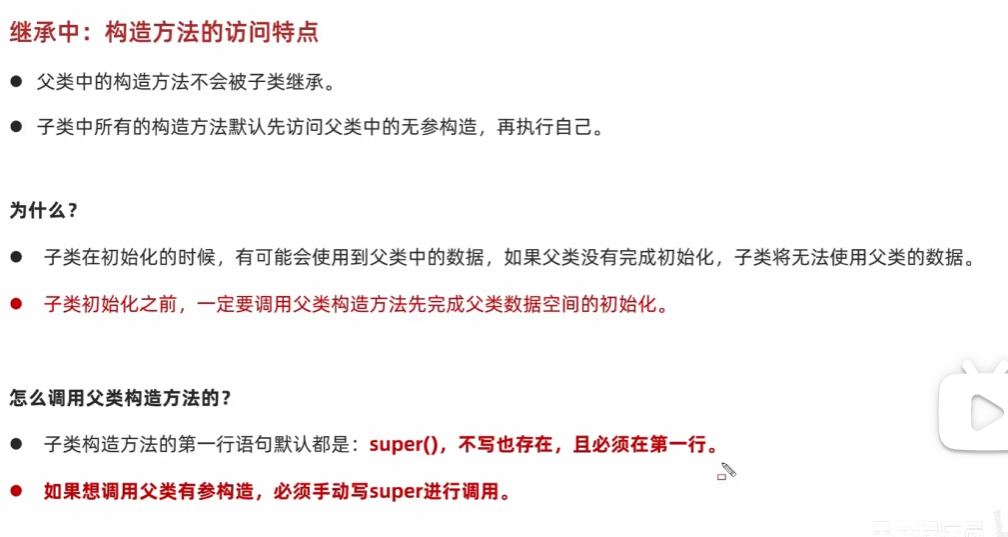 继承中：构造方法的访问特点
● 父类中的构造方法不会被子类继承。
● 子类中所有的构造方法默认先访问父类中的无参构造，再执行自己。
为什么？
● 子类在初始化的时候，有可能会使用到父类中的数据，如果父类没有完成初始化，子类将无法使用父类的数据。
● 子类初始化之前，一定要调用父类构造方法先完成父类数据空间的初始化。
怎么调用父类构造方法的？
● 子类构造方法的第一行语句默认都是：super()，不写也存在，且必须在第一行。
● 如果想调用父类有参构造，必须手动写super进行调用。